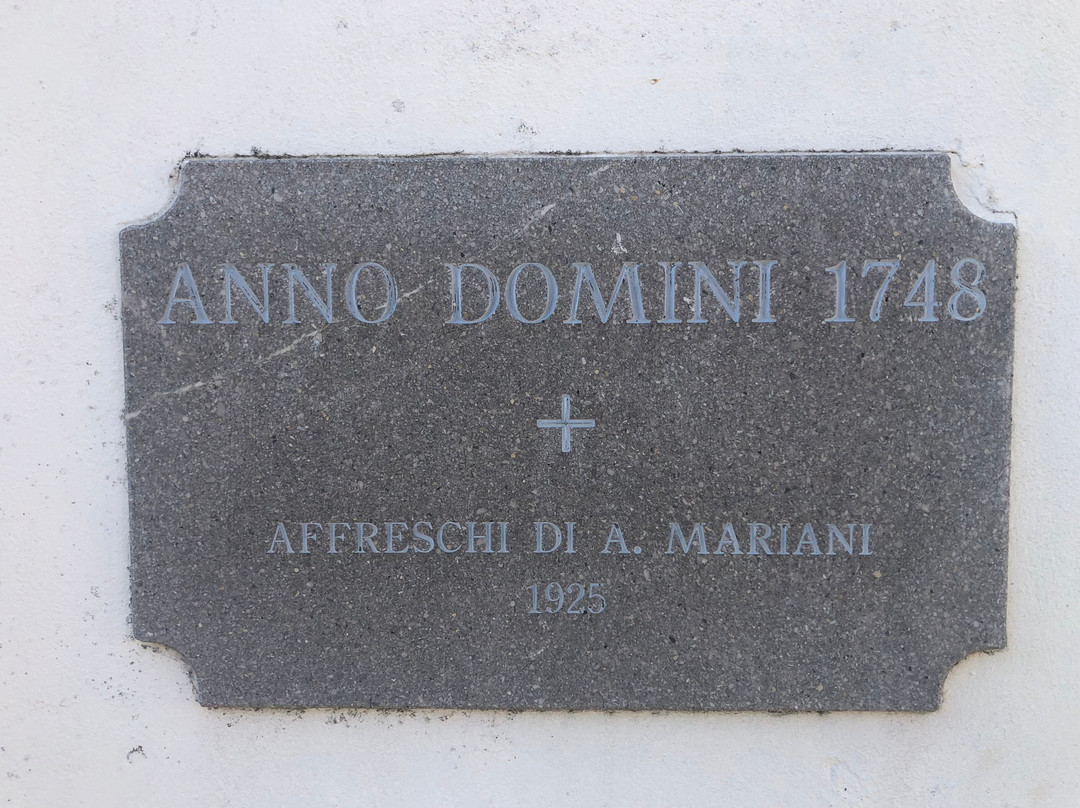 ANNO DOMINI 1748
AFFRESCHI DI A. MARIANI
1925